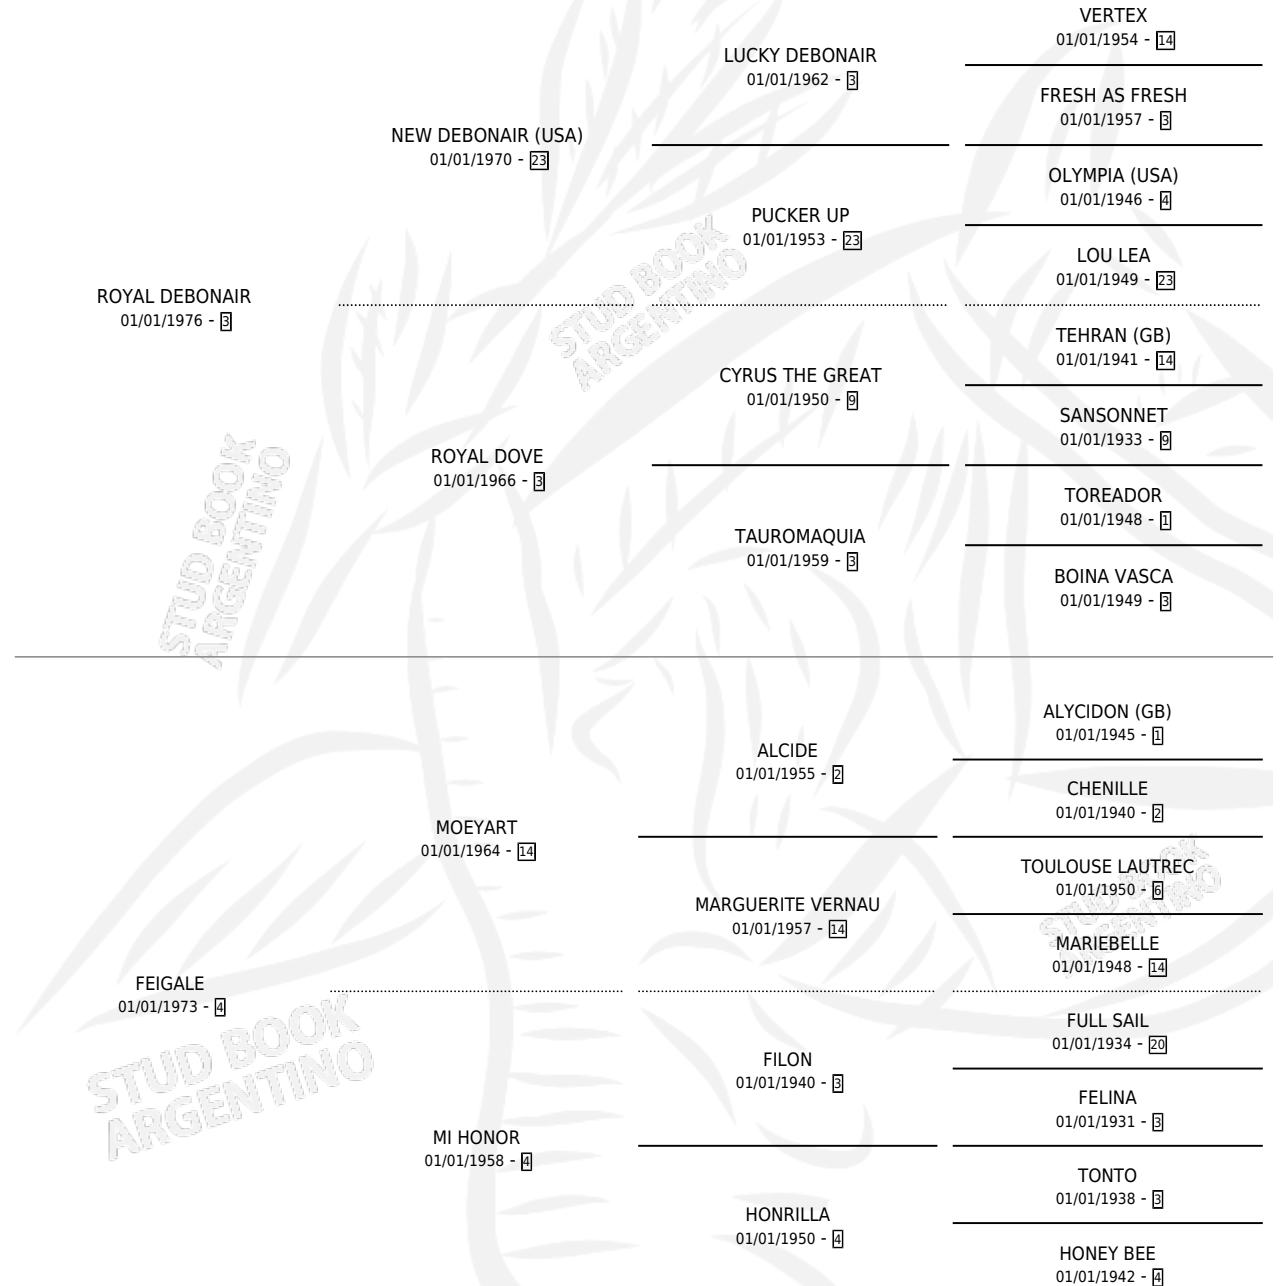 VERTEX
01/01/1954 - 14
LUCKY DEBONAIR
01/01/1962 - 3
FRESH AS FRESH
01/01/1957 - 3
NEW DEBONAIR (USA)
01/01/1970 - 23
OLYMPIA (USA)
01/01/1946 - 4
PUCKER UP
01/01/1953 - 23
LOU LEA
01/01/1949 - 23
ROYAL DEBONAIR
01/01/1976 - 3
STUD BOOK
ARGENTINO
TEHRAN (GB)
01/01/1941 - 14
CYRUS THE GREAT
01/01/1950 - 9
SANSONNET
01/01/1933 - 9
ROYAL DOVE
01/01/1966 - 3
TOREADOR
01/01/1948 - 1
TAUROMAQUIA
01/01/1959 - 3
BOINA VASCA
01/01/1949 - 3
STUD BOOK
ARGENTINO
ALYCIDON (GB)
01/01/1945 - 1
ALCIDE
01/01/1955 - 2
CHENILLE
01/01/1940 - 2
MOEYART
01/01/1964 - 14
TOULOUSE LAUTREC
01/01/1950 - 6
MARGUERITE VERNAU
01/01/1957 - 14
STUD BOOK
ARGENTINO
MARIEBELLE
01/01/1948 - 14
FEIGALE
01/01/1973 - 4
FULL SAIL
01/01/1934 - 20
FILON
01/01/1940 - 3
STUD BOOK
ARGENTINO
FELINA
01/01/1931 - 3
MI HONOR
01/01/1958 - 4
TONTO
01/01/1938 - 3
HONRILLA
01/01/1950 - 4
HONEY BEE
01/01/1942 - 4